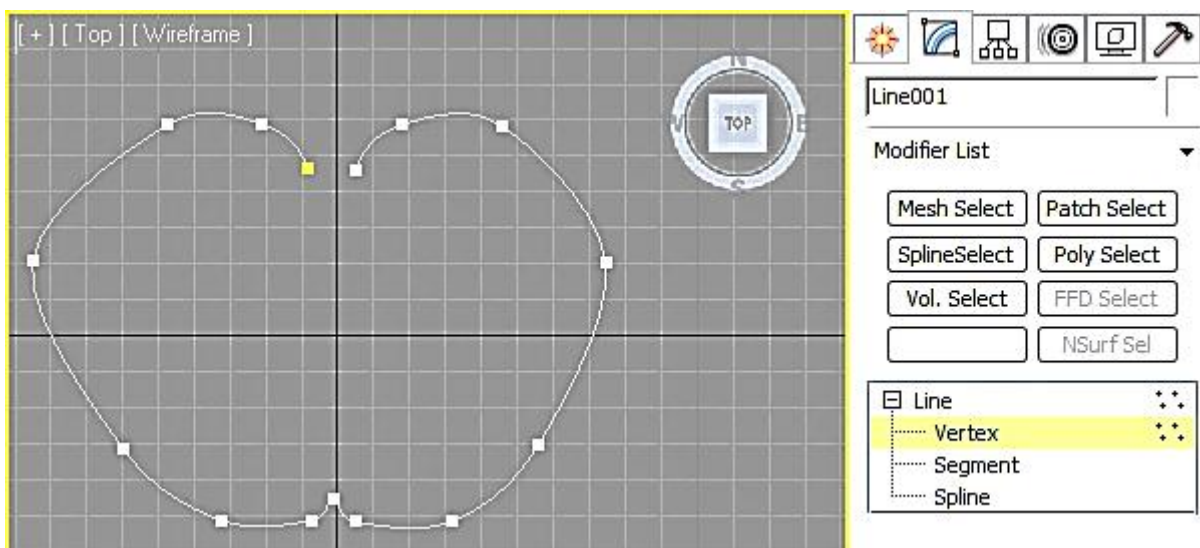 [ + ] [ Top ] [ Wireframe ]
N
TOP
E
S
Line001
Modifier List
Mesh Select
Patch Select
SplineSelect
Poly Select
Vol. Select
FFD Select
NSurf Sel
Line
Vertex
Segment
Spline